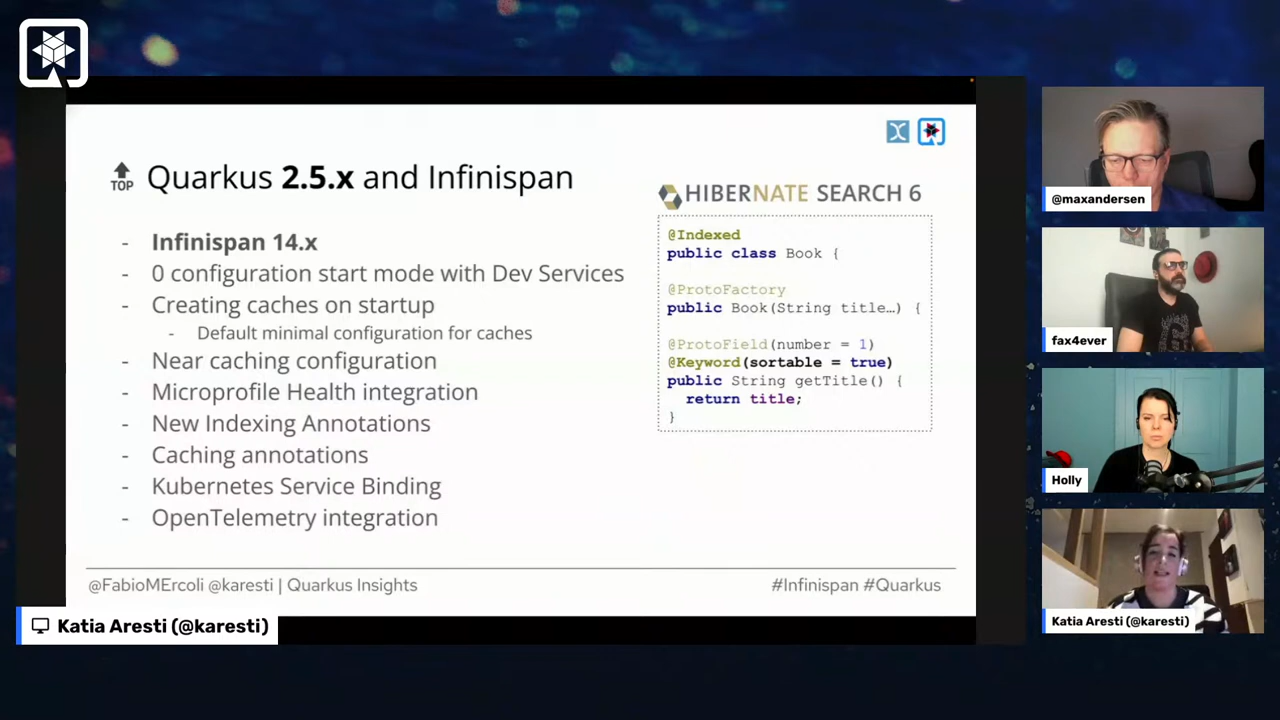 TOP
Quarkus 2.5.x and Infinispan
- Infinispan 14.x
- 0 configuration start mode with Dev Services
- Creating caches on startup
- Default minimal configuration for caches
- Near caching configuration
- Microprofile Health integration
- New Indexing Annotations
- Caching annotations
- Kubernetes Service Binding
- OpenTelemetry integration
HIBERNATE SEARCH 6
@Indexed
public class Book {
@ProtoFactory
public Book(String title…) {
@ProtoField(number = 1)
@Keyword(sortable = true)
public String getTitle() {
return title;
}
@FabioMErcoli @karesti | Quarkus Insights
#Infinispan #Quarkus
Katia Aresti (@karesti)
@maxandersen
fax4ever
Holly
Katia Aresti (@karesti)